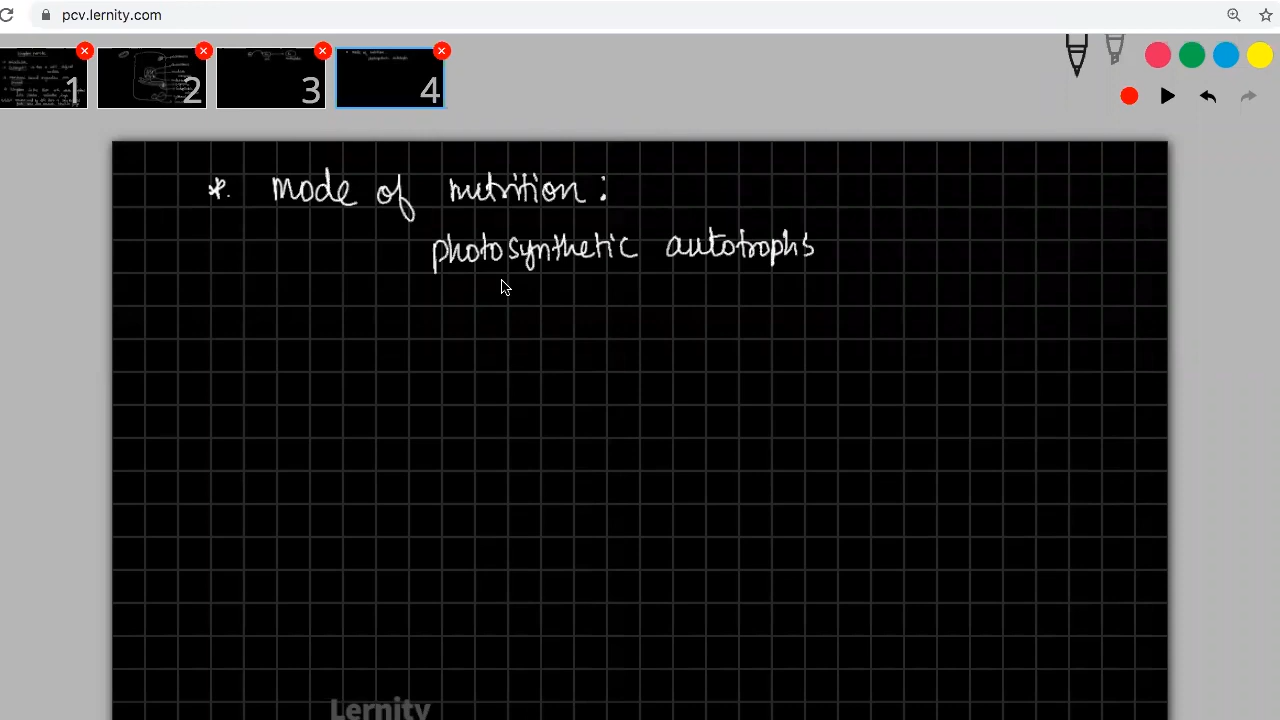 pcv.lernity.com
1
2
3
4
*. mode of nutrition :
photosynthetic autotrophs
Lernity